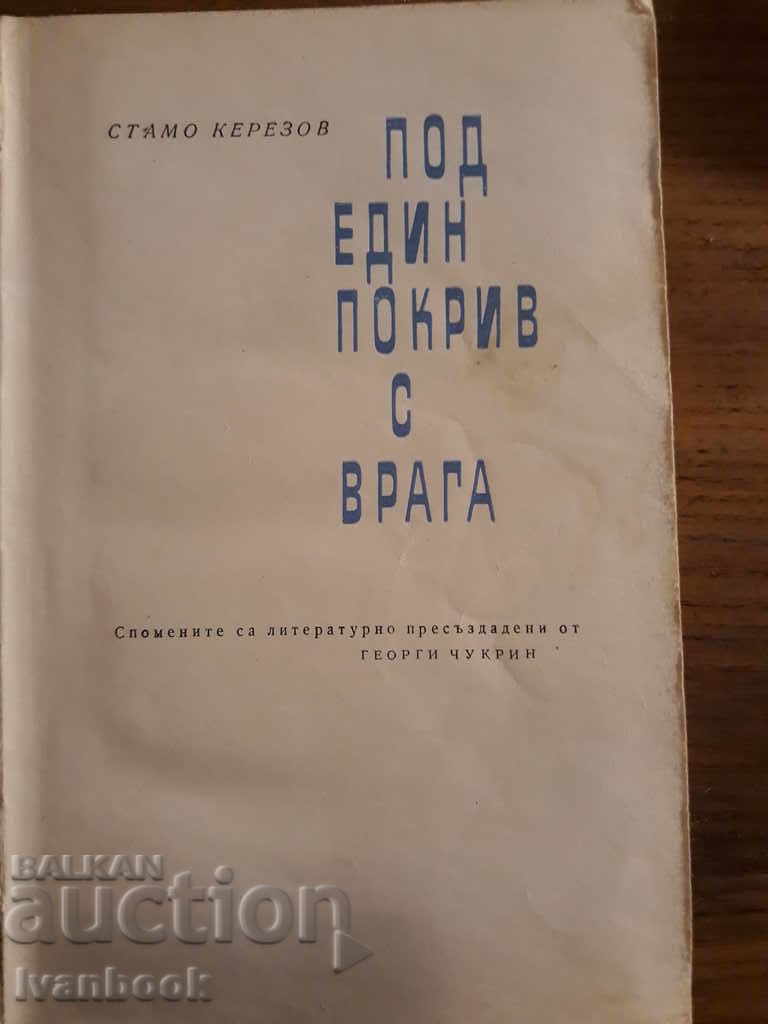 СТАМО КЕРЕЗОВ
ПОД
ЕДИН
ПОКРИВ
С
ВРАГА
Спомените са литературно пресъздадени от
ГЕОРГИ ЧУКРИН
BALKAN
auction
Ivanbook